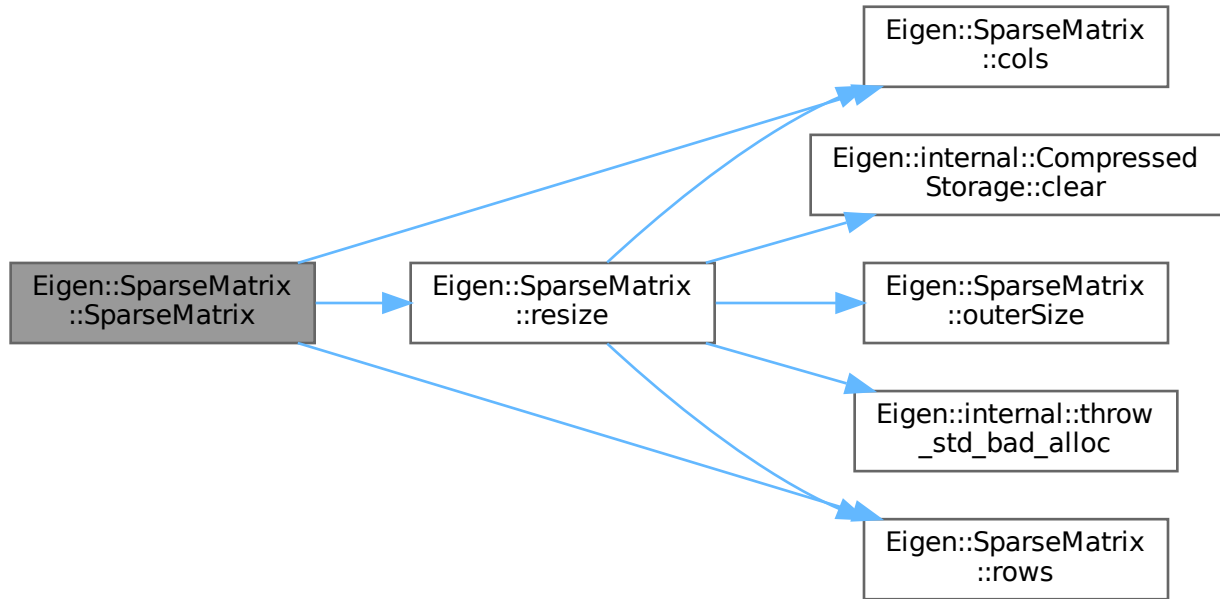 Eigen::SparseMatrix
::SparseMatrix
Eigen::SparseMatrix
::resize
Eigen::SparseMatrix
::cols
Eigen::internal::Compressed
Storage::clear
Eigen::SparseMatrix
::outerSize
Eigen::internal::throw
_std_bad_alloc
Eigen::SparseMatrix
::rows